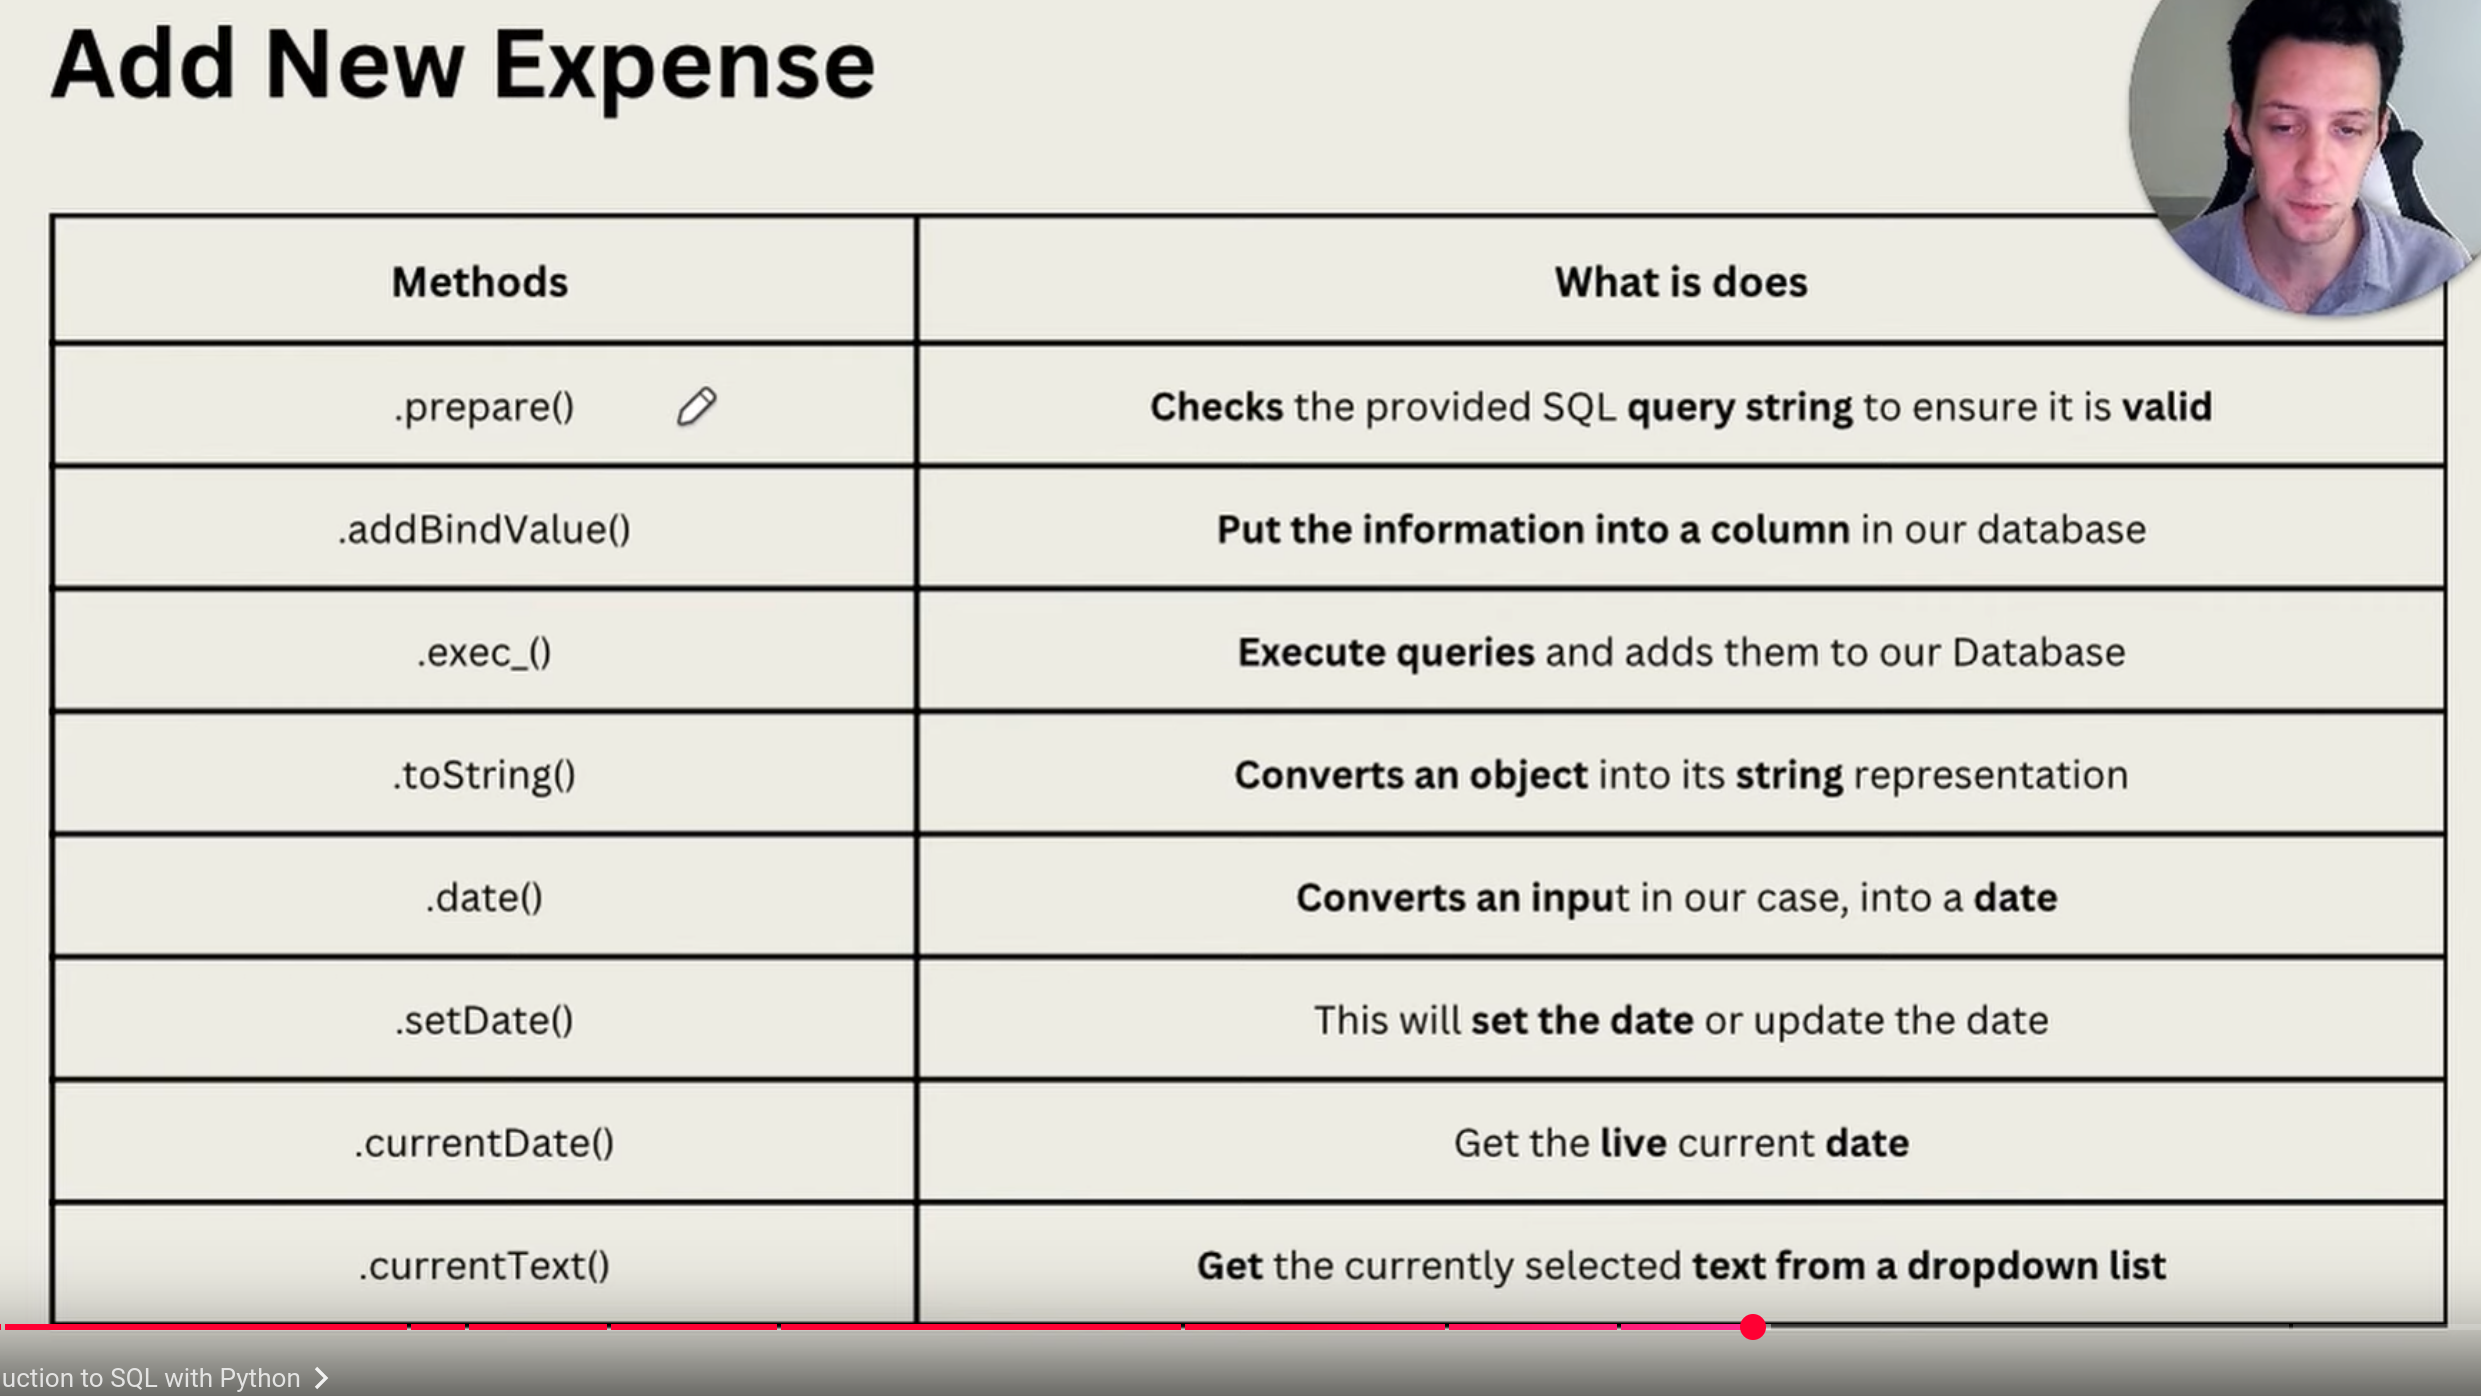 Add New Expense
Methods What is does
.prepare() Checks the provided SQL query string to ensure it is valid
.addBindValue() Put the information into a column in our database
.exec_() Execute queries and adds them to our Database
.toString() Converts an object into its string representation
.date() Converts an input in our case, into a date
.setDate() This will set the date or update the date
.currentDate() Get the live current date
.currentText() Get the currently selected text from a dropdown list
uction to SQL with Python